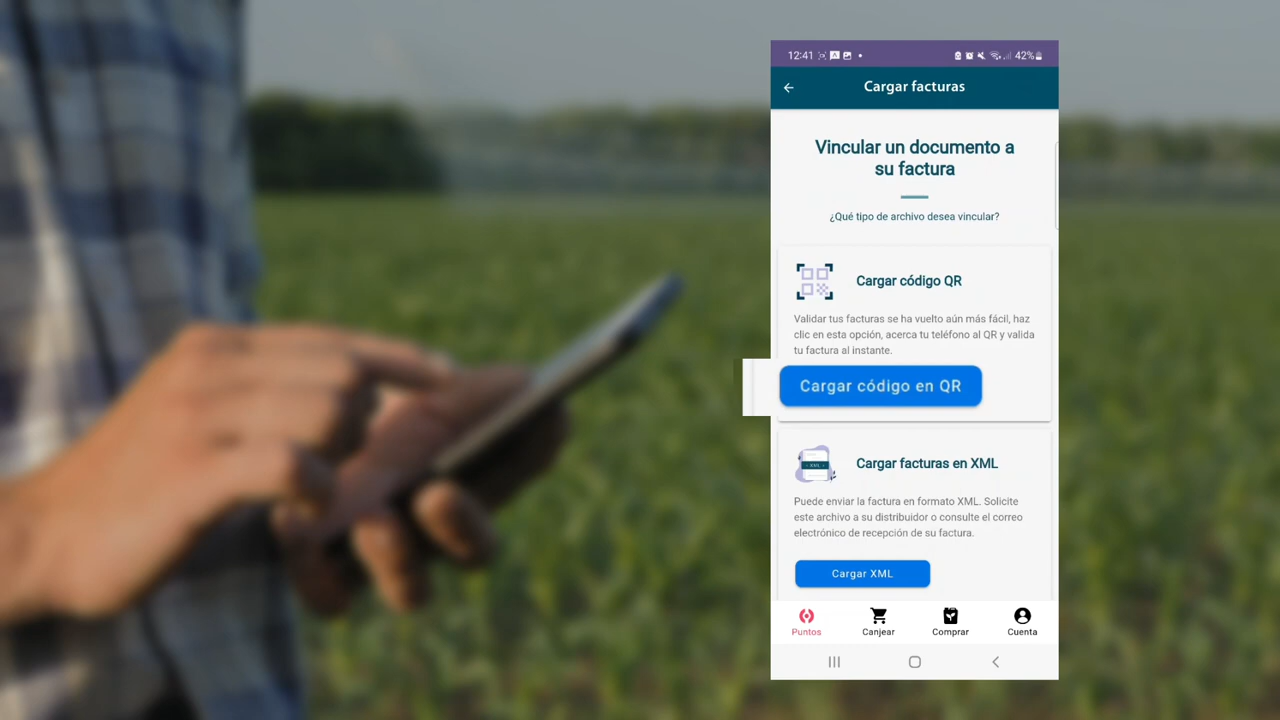 12:41
42%
Cargar facturas
Vincular un documento a
su factura
¿Qué tipo de archivo desea vincular?
Cargar código QR
Validar tus facturas se ha vuelto aún más fácil, haz
clic en esta opción, acerca tu teléfono al QR y valida
tu factura al instante.
Cargar código en QR
XML
Cargar facturas en XML
Puede enviar la factura en formato XML. Solicite
este archivo a su distribuidor o consulte el correo
electrónico de recepción de su factura.
Cargar XML
Puntos
Canjear
Comprar
Cuenta